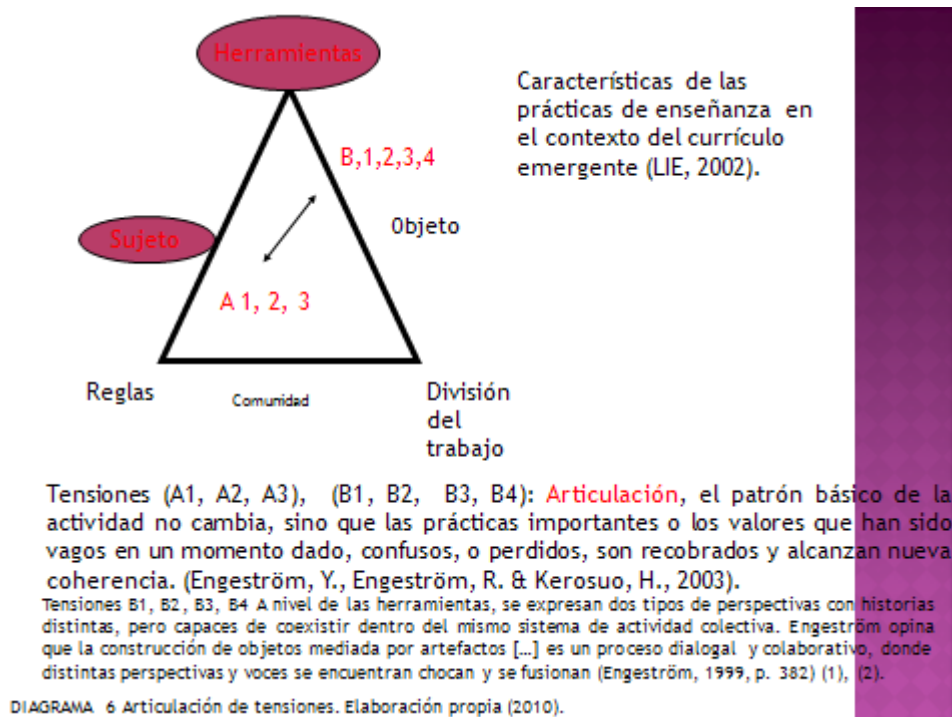 Herramientas
Características de las
prácticas de enseñanza en
el contexto del currículo
emergente (LIE, 2002).
B,1,2,3,4
Objeto
Sujeto
A 1, 2, 3
Reglas
Comunidad
División
del
trabajo
Tensiones (A1, A2, A3), (B1, B2, B3, B4): Articulación, el patrón básico de la
actividad no cambia, sino que las prácticas importantes o los valores que han sido
vagos en un momento dado, confusos, o perdidos, son recobrados y alcanzan nueva
coherencia. (Engeström, Y., Engeström, R. & Kerosuo, H., 2003).
Tensiones B1, B2, B3, B4 A nivel de las herramientas, se expresan dos tipos de perspectivas con historias
distintas, pero capaces de coexistir dentro del mismo sistema de actividad colectiva. Engeström opina
que la construcción de objetos mediada por artefactos […] es un proceso dialogal y colaborativo, donde
distintas perspectivas y voces se encuentran chocan y se fusionan (Engeström, 1999, p. 382) (1), (2).
DIAGRAMA 6 Articulación de tensiones. Elaboración propia (2010).